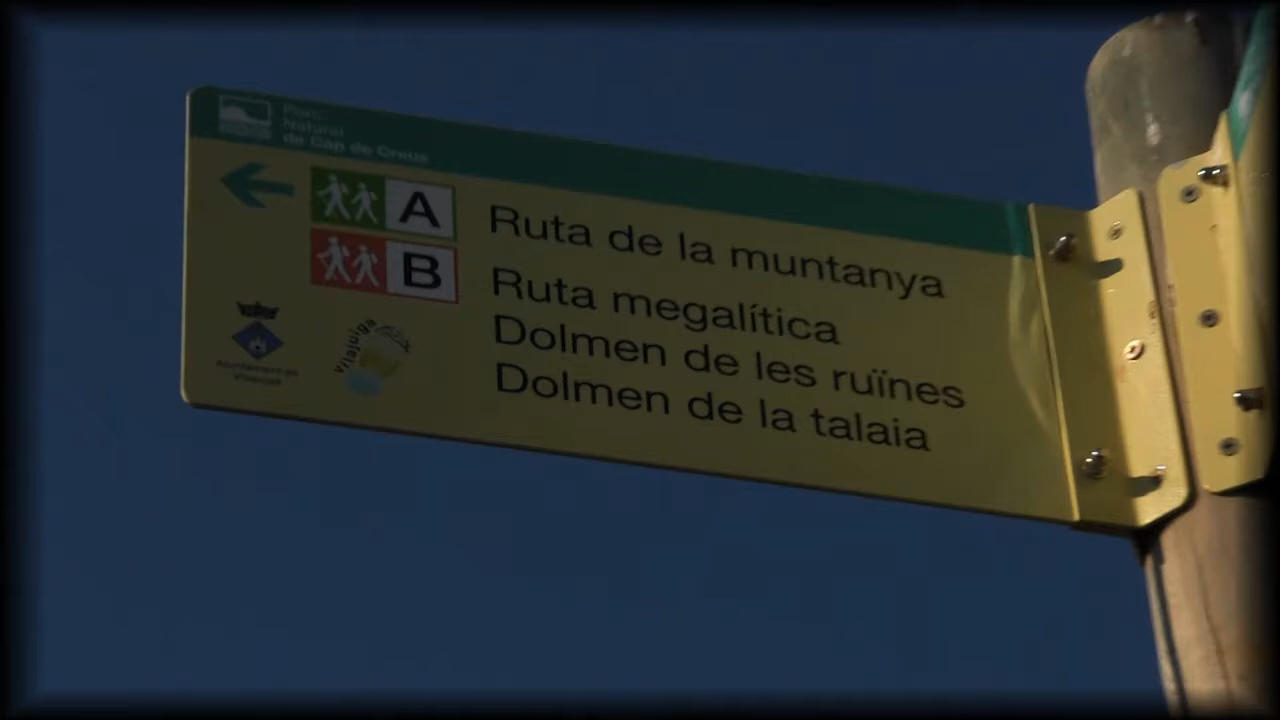 Parc
Natural
de Cap de Creus
A
Ruta de la muntanya
B
Ruta megalítica
Dolmen de les ruïnes
Dolmen de la talaia
vilajuïga